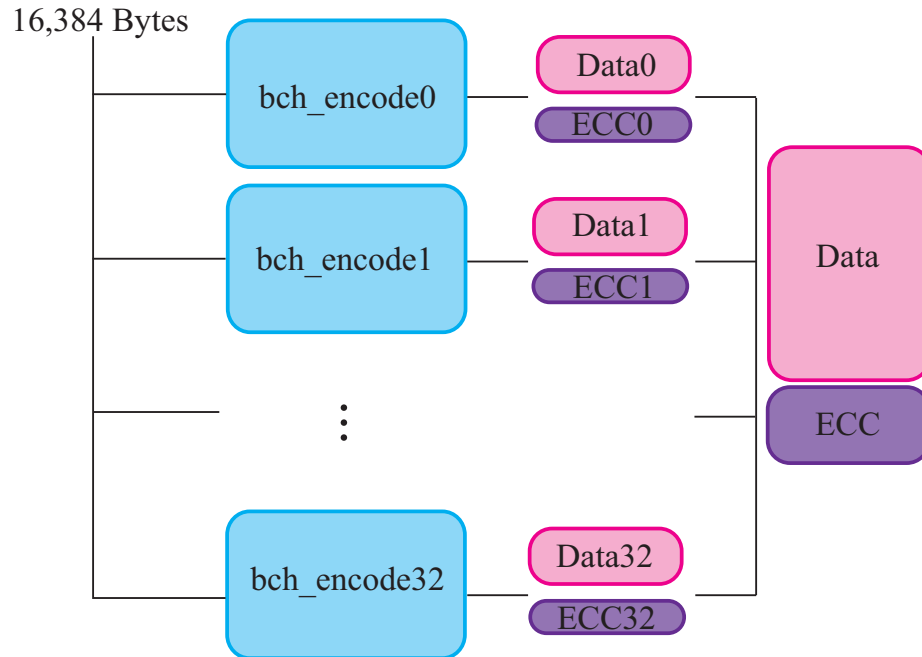 16,384 Bytes
bch_encode0
Data0
ECC0
bch_encode1
Data1
ECC1
Data
ECC
bch_encode32
Data32
ECC32